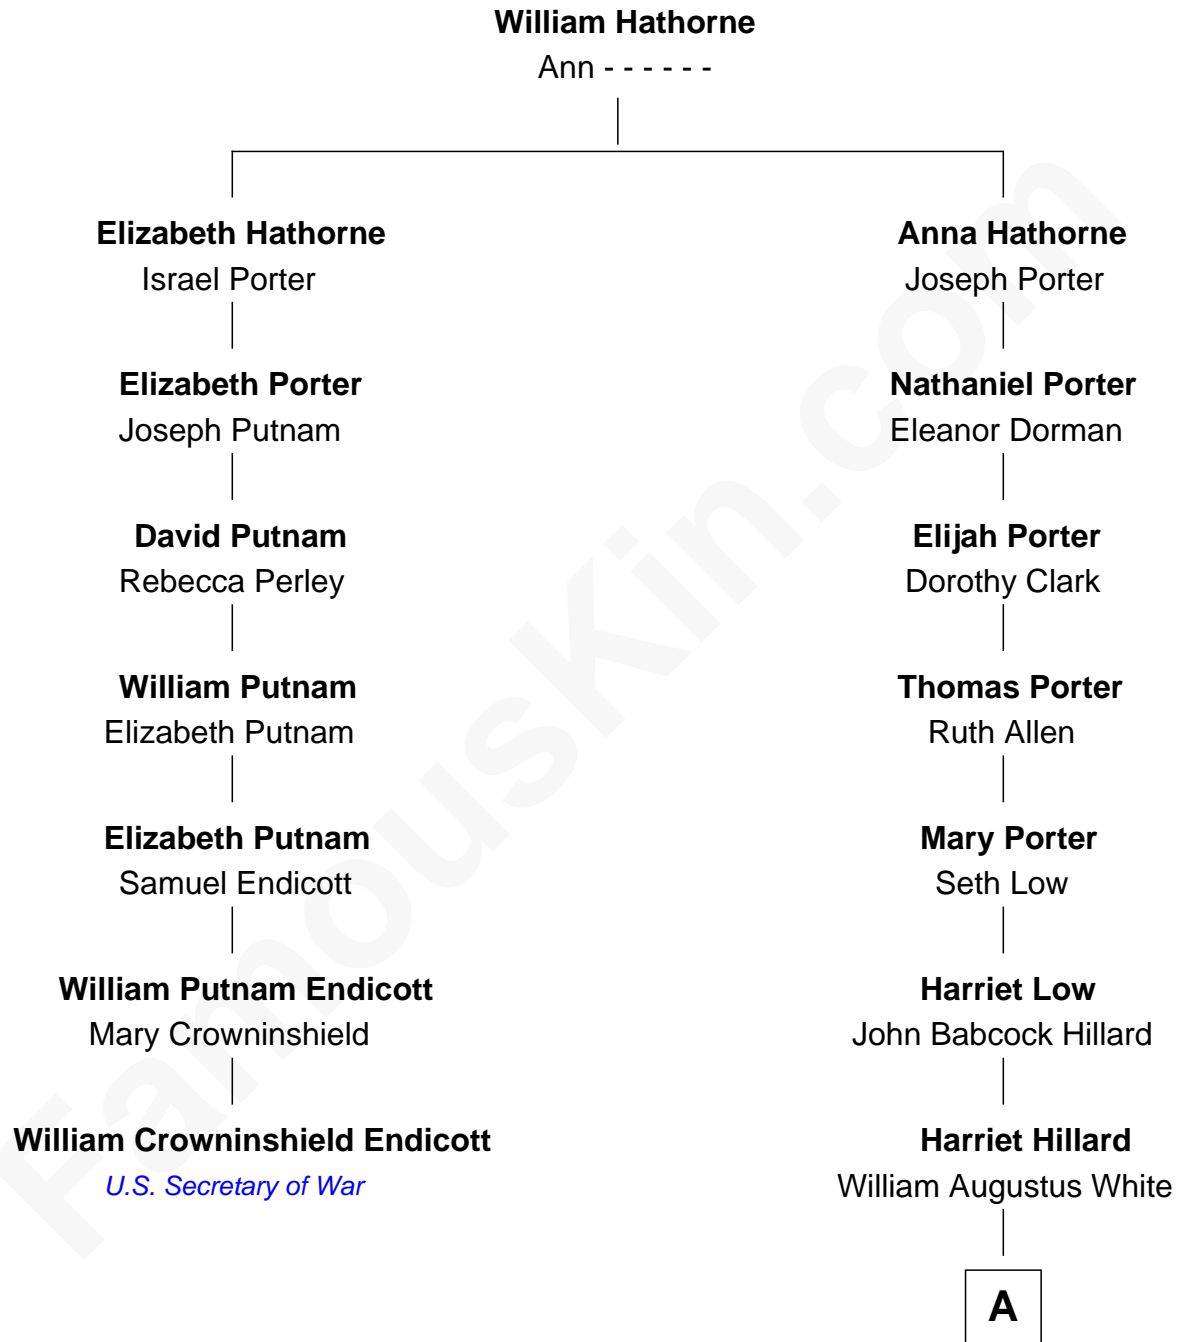 William Hathorne
Ann - - - - - -
Elizabeth Hathorne
Israel Porter
Anna Hathorne
Joseph Porter
Elizabeth Porter
Joseph Putnam
Nathaniel Porter
Eleanor Dorman
David Putnam
Rebecca Perley
Elijah Porter
Dorothy Clark
William Putnam
Elizabeth Putnam
Thomas Porter
Ruth Allen
Elizabeth Putnam
Samuel Endicott
Mary Porter
Seth Low
William Putnam Endicott
Mary Crowninshield
Harriet Low
John Babcock Hillard
William Crowninshield Endicott
U.S. Secretary of War
Harriet Hillard
William Augustus White
A
FamousKin.com